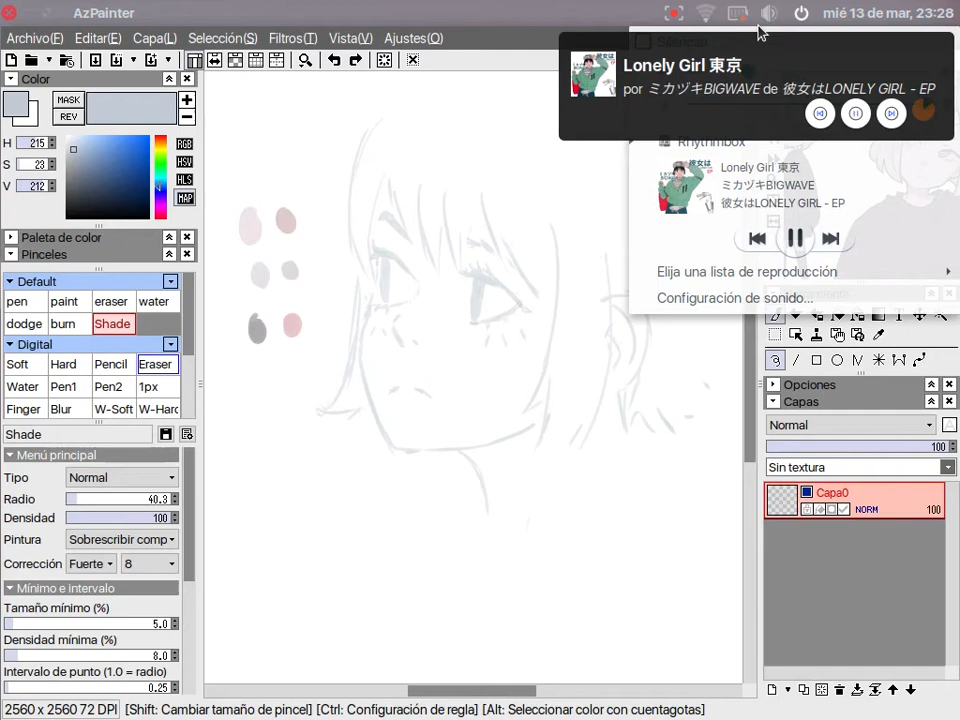 AzPainter
mié 13 de mar, 23:28
Archivo(F) Editar(E) Capa(L) Selección(S) Filtros(T) Vista(V) Ajustes(O)
Silenciar
Lonely Girl 東京
por ミカヅキBIGWAVE de 彼女はLONELY GIRL - EP
Rhythmbox
Lonely Girl 東京
ミカヅキBIGWAVE
彼女はLONELY GIRL - EP
Elija una lista de reproducción
Configuración de sonido...
Color
MASK
REV
H 215
S 23
V 212
RGB
HSV
HLS
MAP
Paleta de color
Pinceles
Default
pen paint eraser water
dodge burn Shade
Digital
Soft Hard Pencil Eraser
Water Pen1 Pen2 1px
Finger Blur W-Soft W-Hard
Shade
Menú principal
Tipo Normal
Radio 40.3
Densidad 100
Pintura Sobrescribir comp
Corrección Fuerte 8
Mínimo e intervalo
Tamaño mínimo (%)
5.0
Densidad mínima (%)
8.0
Intervalo de punto (1.0 = radio)
0.25
Opciones
Capas
Normal
100
Sin textura
Capa0
NORM 100
2560 x 2560 72 DPI [Shift: Cambiar tamaño de pincel] [Ctrl: Configuración de regla] [Alt: Seleccionar color con cuentagotas]